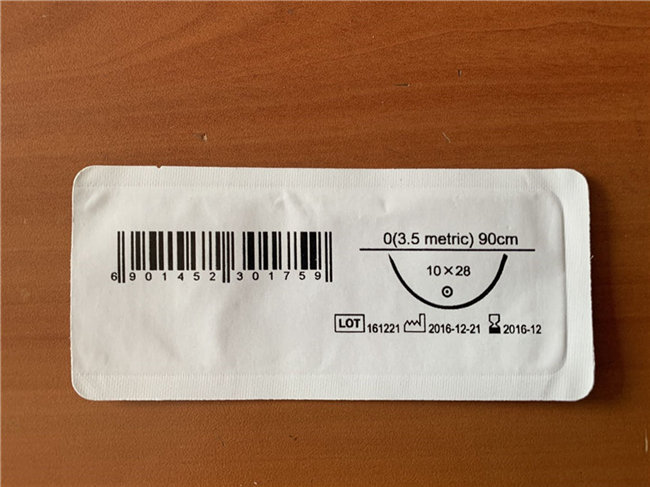 6 901452 301759
0(3.5 metric) 90cm
10×28
LOT 161221 2016-12-21 2016-12